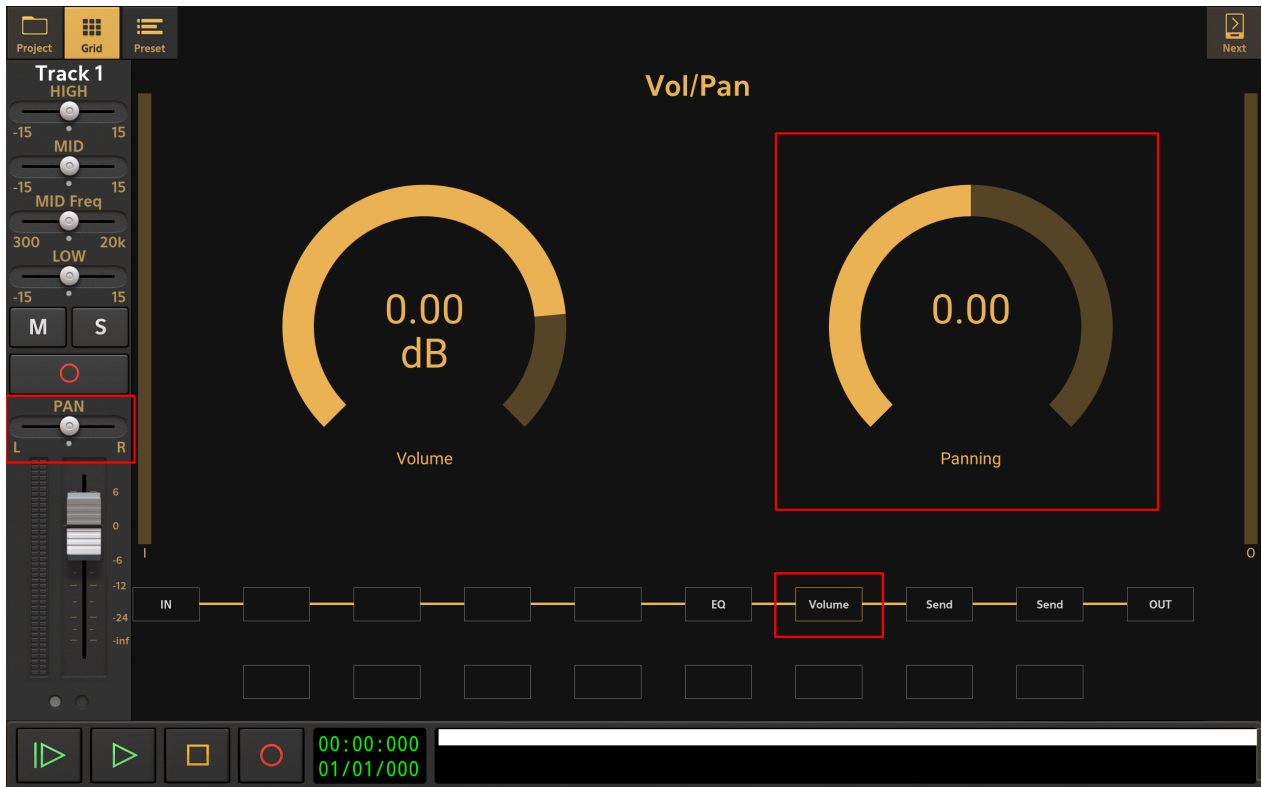 Project Grid Preset Next
Track 1
HIGH
-15 15
MID
-15 15
MID Freq
300 20k
LOW
-15 15
M S
PAN
L R
6
0
-6
-12
-24
-inf
Vol/Pan
0.00
dB
Volume
0.00
Panning
I O
IN EQ Volume Send Send OUT
00:00:000
01/01/000